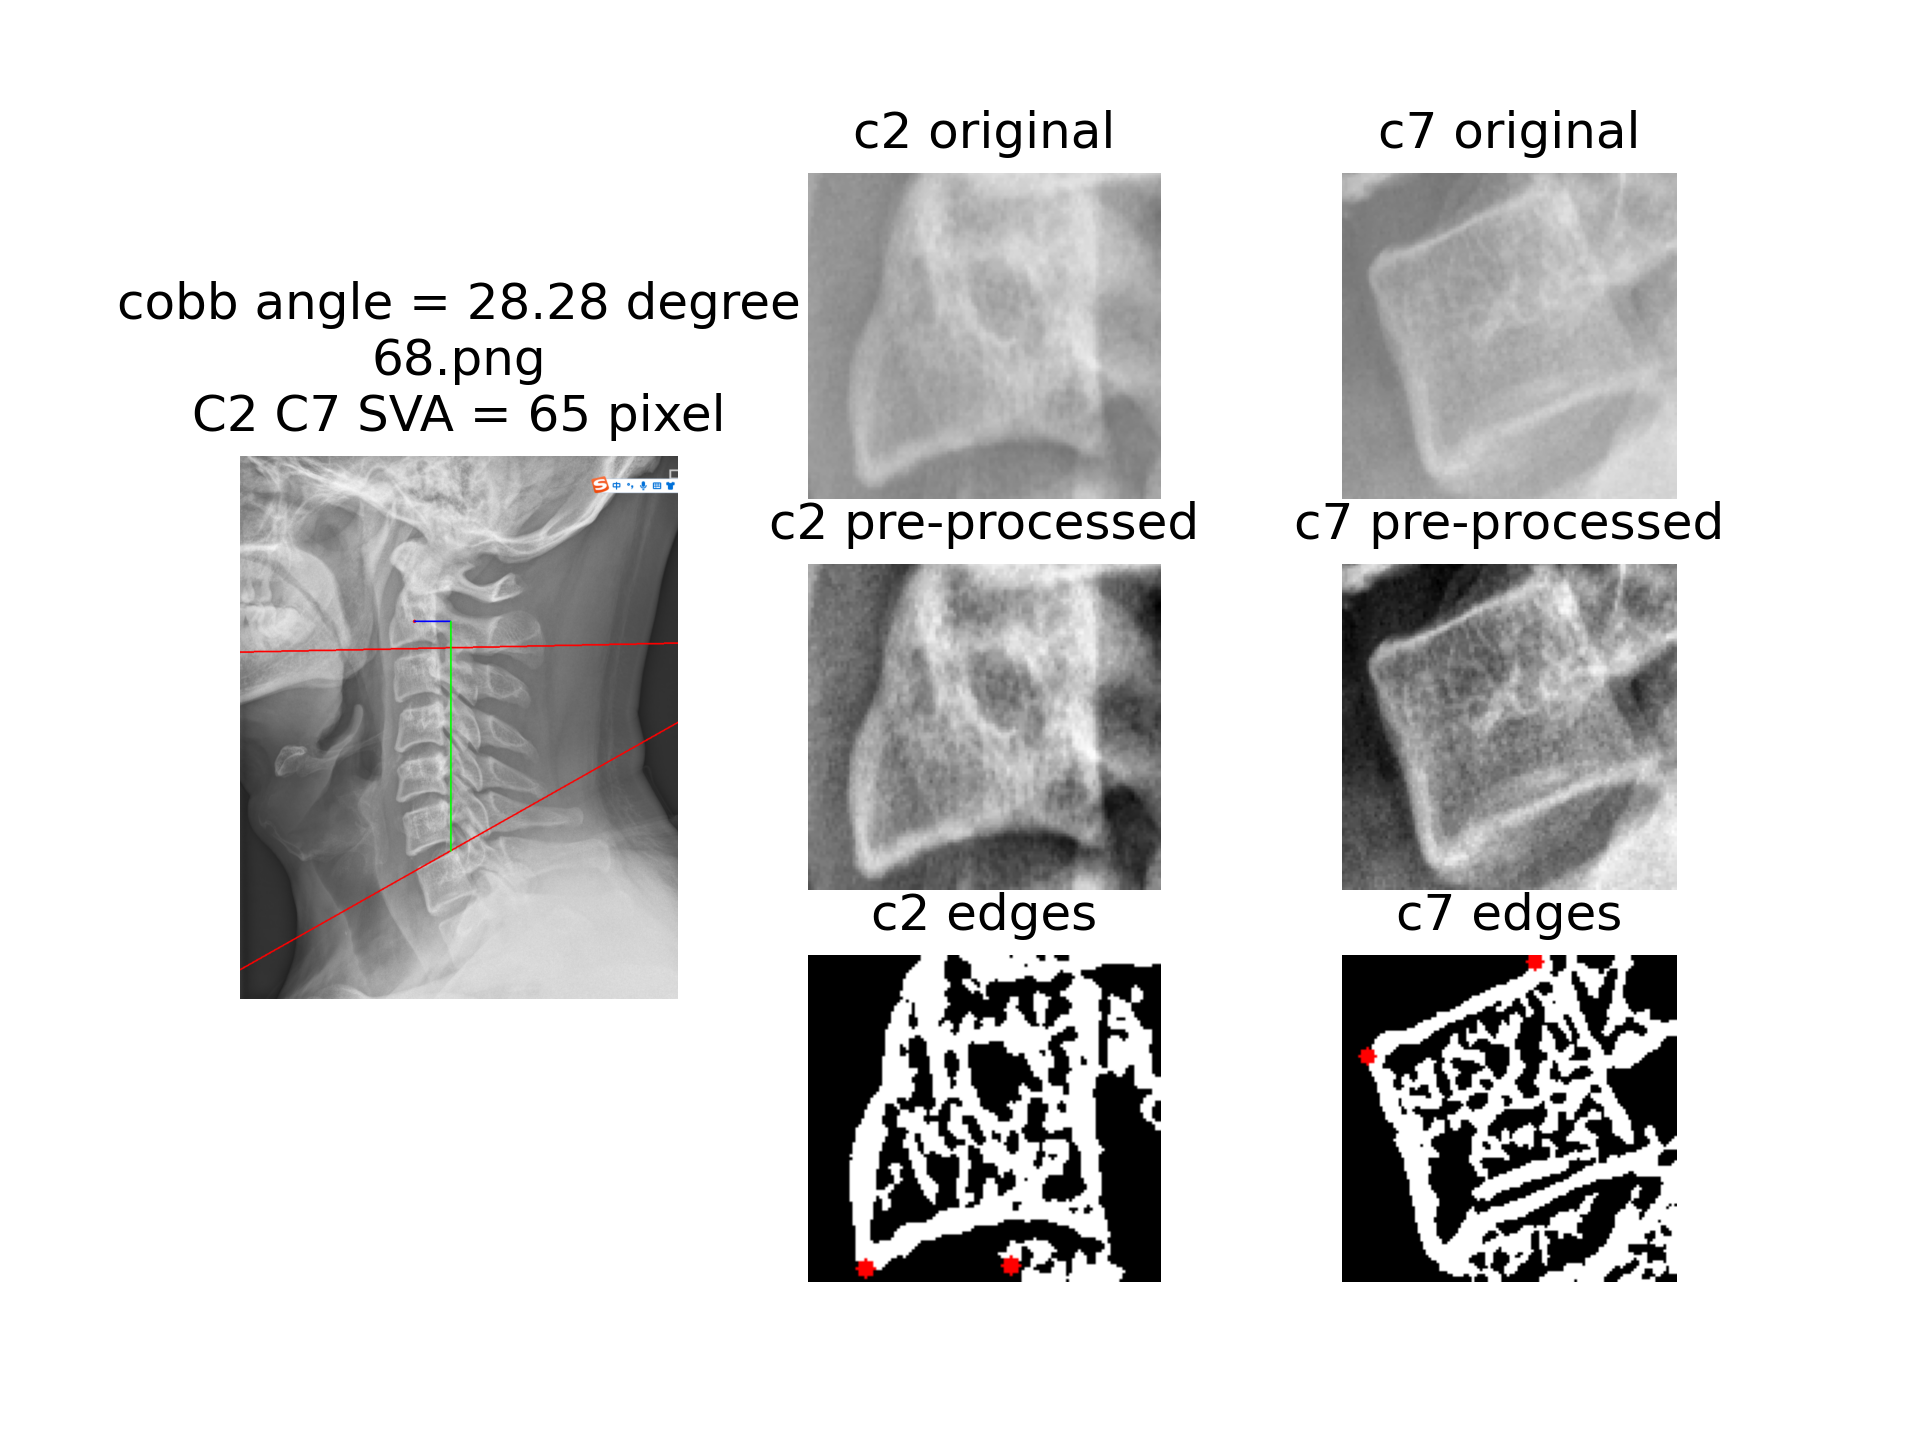 cobb angle = 28.28 degree
68.png
C2 C7 SVA = 65 pixel
S 中
c2 original
c7 original
c2 pre-processed
c7 pre-processed
c2 edges
c7 edges